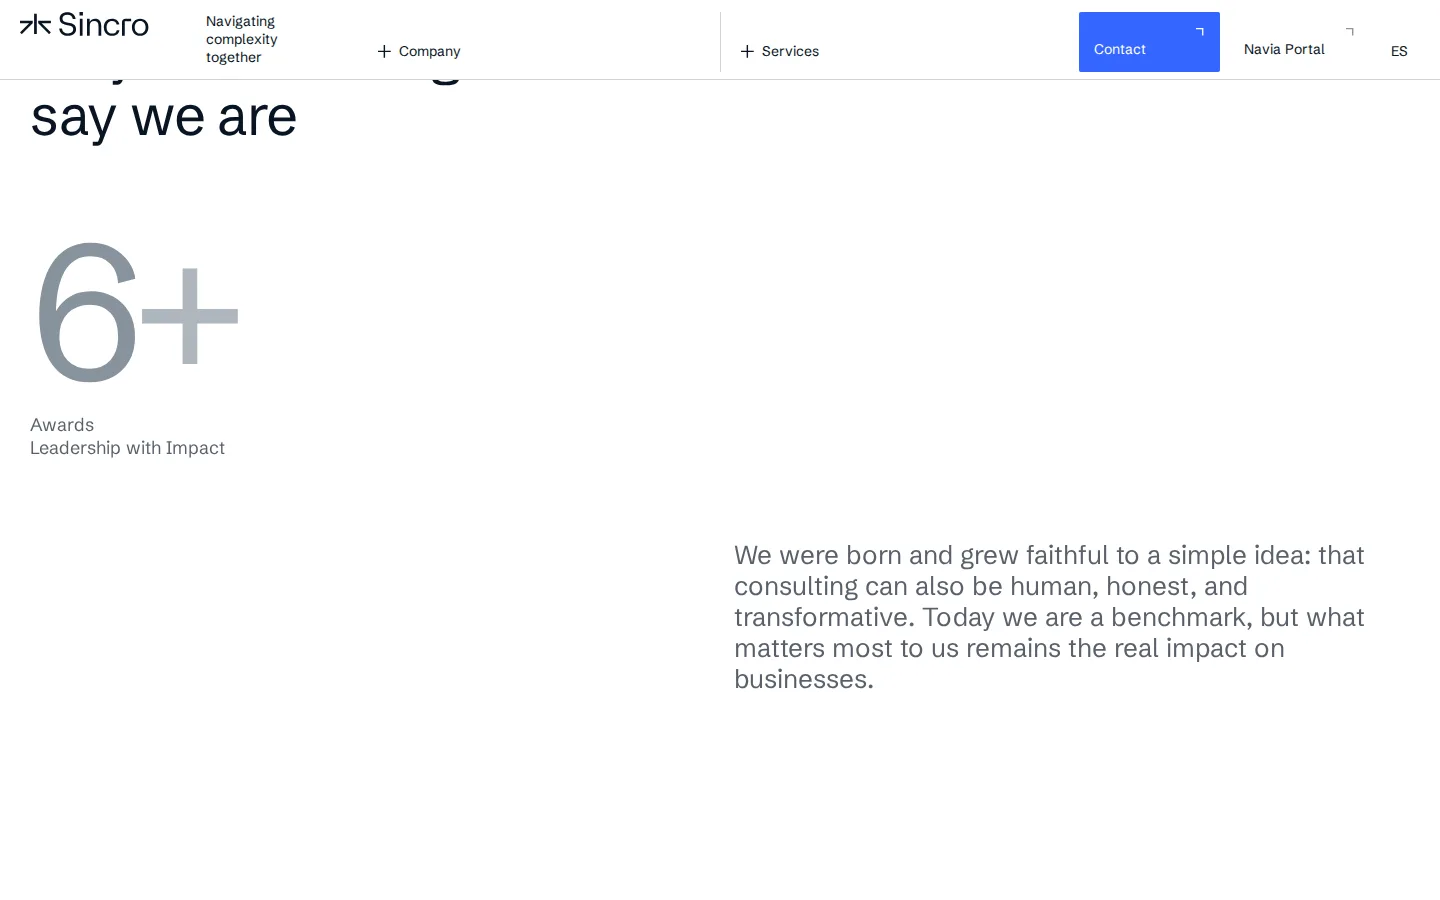 Sincro
Navigating
complexity
together
Company
Services
Contact
Navia Portal
ES
say we are
6+
Awards
Leadership with Impact
We were born and grew faithful to a simple idea: that
consulting can also be human, honest, and
transformative. Today we are a benchmark, but what
matters most to us remains the real impact on
businesses.